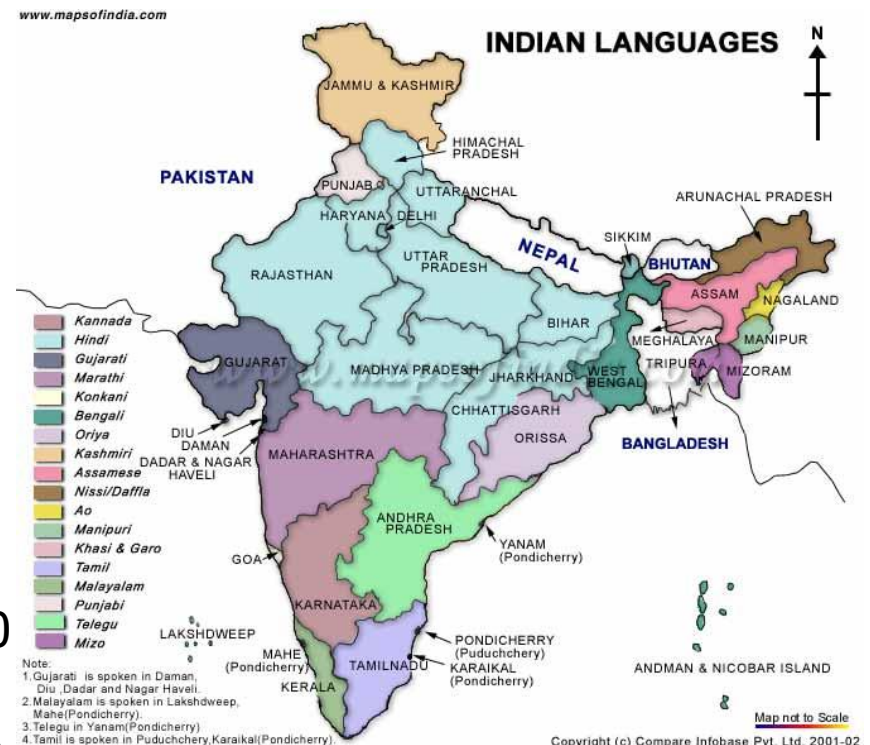 www.mapsofindia.com
INDIAN LANGUAGES
N
JAMMU & KASHMIR
HIMACHAL
PRADESH
PAKISTAN
PUNJAB
UTTARANCHAL
ARUNACHAL PRADESH
HARYANA
DELHI
SIKKIM
NEPAL
BHUTAN
UTTAR
PRADESH
RAJASTHAN
ASSAM
NAGALAND
BIHAR
MEGHALAYA
MANIPUR
GUJARAT
MADHYA PRADESH
JHARKHAND
WEST
BENGAL
TRIPURA
MIZORAM
CHHATTISGARH
ORISSA
BANGLADESH
DIU
DAMAN
DADAR & NAGAR
HAVELI
MAHARASHTRA
ANDHRA
PRADESH
YANAM
(Pondicherry)
GOA
KARNATAKA
LAKSHDWEEP
MAHE
(Pondicherry)
PONDICHERRY
(Puduchchery)
TAMILNADU
KARAIKAL
(Pondicherry)
KERALA
ANDMAN & NICOBAR ISLAND
Kannada
Hindi
Gujarati
Marathi
Konkani
Bengali
Oriya
Kashmiri
Assamese
Nissi/Daffla
Ao
Manipuri
Khasi & Garo
Tamil
Malayalam
Punjabi
Telegu
Mizo
Note:
1.Gujarati is spoken in Daman,
Diu ,Dadar and Nagar Haveli.
2.Malayalam is spoken in Lakshdweep,
Mahe(Pondicherry).
3.Telegu in Yanam(Pondicherry)
4.Tamil is spoken in Puduchchery,Karaikal(Pondicherry).
Map not to Scale
Copyright (c) Compare Infobase Pvt. Ltd. 2001-02